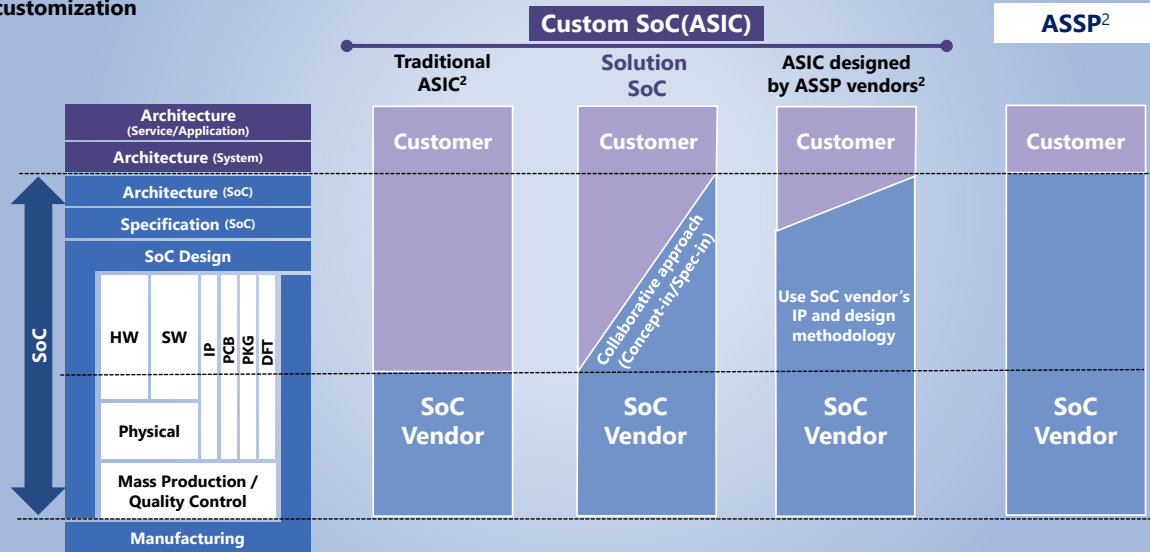 customization
Custom SoC(ASIC)
ASSP2
Traditional
ASIC2
Solution
SoC
ASIC designed
by ASSP vendors2
Architecture
(Service/Application)
Architecture (System)
Architecture (SoC)
Specification (SoC)
SoC Design
HW
SW
IP
PCB
PKG
DFT
Physical
Mass Production /
Quality Control
Manufacturing
SoC
Customer
SoC
Vendor
Customer
Collaborative approach
(Concept-in/Spec-in)
SoC
Vendor
Customer
Use SoC vendor’s
IP and design
methodology
SoC
Vendor
Customer
SoC
Vendor